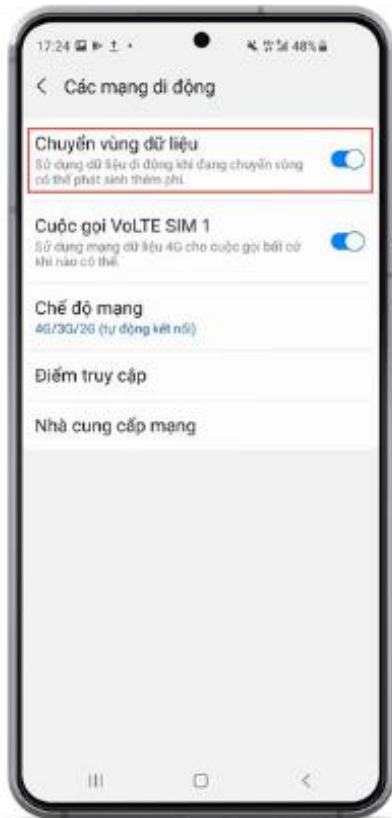 17:24 48%
Các mạng di động
Chuyển vùng dữ liệu
Sử dụng dữ liệu di động khi đang chuyển vùng
có thể phát sinh thêm phí.
Cuộc gọi VoLTE SIM 1
Sử dụng mạng dữ liệu 4G cho cuộc gọi bất cứ
khi nào có thể.
Chế độ mạng
4G/3G/2G (tự động kết nối)
Điểm truy cập
Nhà cung cấp mạng